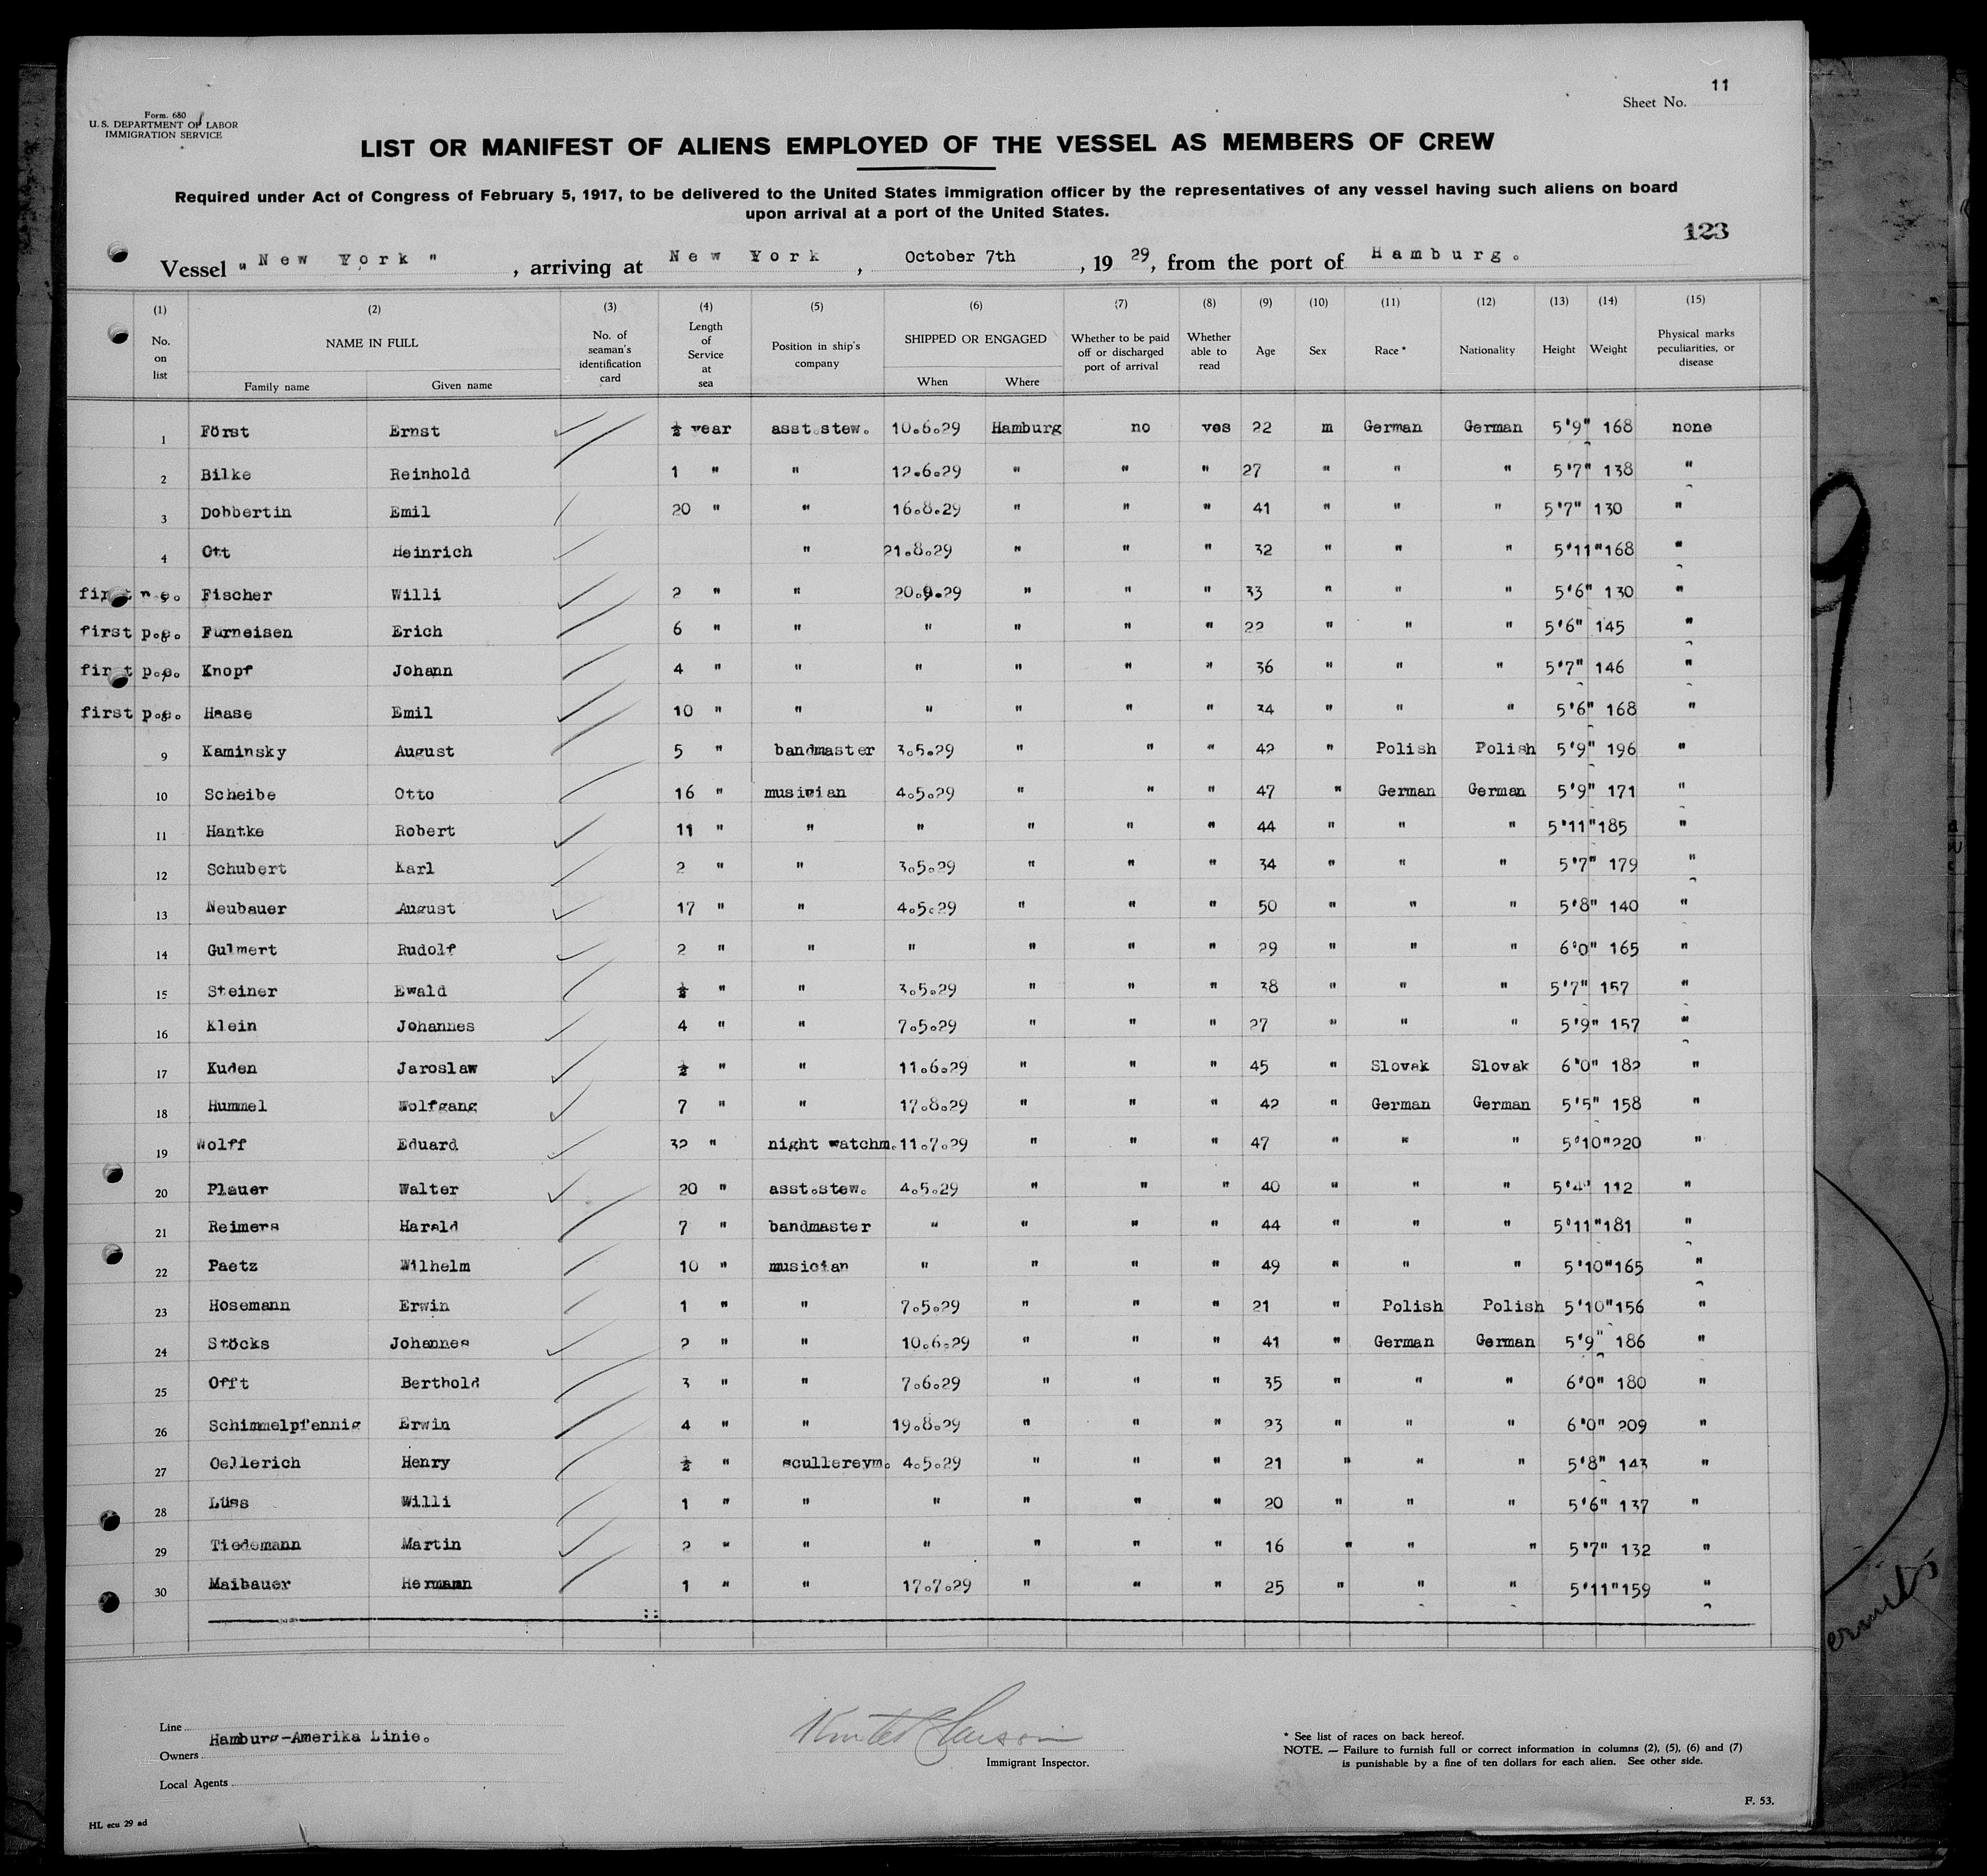 11
Sheet No.
Form. 680
U. S. DEPARTMENT OF LABOR
IMMIGRATION SERVICE
LIST OR MANIFEST OF ALIENS EMPLOYED OF THE VESSEL AS MEMBERS OF CREW
Required under Act of Congress of February 5, 1917, to be delivered to the United States immigration officer by the representatives of any vessel having such aliens on board
upon arrival at a port of the United States.
123
Vessel "New York", arriving at New York, October 7th, 1929, from the port of Hamburg.
(1) (2) (3) (4) (5) (6) (7) (8) (9) (10) (11) (12) (13) (14) (15)
No. on list NAME IN FULL Family name Given name No. of seaman's identification card Length of Service at sea Position in ship's company SHIPPED OR ENGAGED When Where Whether to be paid off or discharged port of arrival Whether able to read Age Sex Race * Nationality Height Weight Physical marks peculiarities, or disease
1 Först Ernst ½ year asst.stew. 10.6.29 Hamburg no yes 22 m German German 5'9" 168 none
2 Bilke Reinhold 1 " " 12.6.29 " " " 27 " " " 5'7" 138 "
3 Dobbertin Emil 20 " " 16.8.29 " " " 41 " " " 5'7" 130 "
4 Ott Heinrich " 21.8.29 " " " 32 " " " 5'11" 168 "
first p.e. Fischer Willi 2 " " 20.9.29 " " " 33 " " " 5'6" 130 "
first p.e. Furneisen Erich 6 " " " " " " 22 " " " 5'6" 145 "
first p.e. Knopf Johann 4 " " " " " " 36 " " " 5'7" 146 "
first p.e. Haase Emil 10 " " " " " " 34 " " " 5'6" 168 "
9 Kaminsky August 5 " bandmaster 3.5.29 " " " 42 " Polish Polish 5'9" 196 "
10 Scheibe Otto 16 " musician 4.5.29 " " " 47 " German German 5'9" 171 "
11 Hantke Robert 11 " " " " " " 44 " " " 5'11" 185 "
12 Schubert Karl 2 " " 3.5.29 " " " 34 " " " 5'7" 179 "
13 Neubauer August 17 " " 4.5.29 " " " 50 " " " 5'8" 140 "
14 Gulmert Rudolf 2 " " " " " " 29 " " " 6'0" 165 "
15 Steiner Ewald ½ " " 3.5.29 " " " 38 " " " 5'7" 157 "
16 Klein Johannes 4 " " 7.5.29 " " " 27 " " " 5'9" 157 "
17 Kuden Jaroslaw ½ " " 11.6.29 " " " 45 " Slovak Slovak 6'0" 182 "
18 Hummel Wolfgang 7 " " 17.8.29 " " " 42 " German German 5'5" 158 "
19 Wolff Eduard 32 " night watchm. 11.7.29 " " " 47 " " " 5'10" 220 "
20 Plauer Walter 20 " asst.stew. 4.5.29 " " " 40 " " " 5'4" 112 "
21 Reimers Harald 7 " bandmaster " " " " 44 " " " 5'11" 181 "
22 Paetz Wilhelm 10 " musician " " " " 49 " " " 5'10" 165 "
23 Hosemann Erwin 1 " " 7.5.29 " " " 21 " Polish Polish 5'10" 156 "
24 Stöcks Johannes 2 " " 10.6.29 " " " 41 " German German 5'9" 186 "
25 Offt Berthold 3 " " 7.6.29 " " " 35 " " " 6'0" 180 "
26 Schimmelpfennig Erwin 4 " " 19.8.29 " " " 23 " " " 6'0" 209 "
27 Oellerich Henry ½ " scullereym. 4.5.29 " " " 21 " " " 5'8" 143 "
28 Lüss Willi 1 " " " " " " 20 " " " 5'6" 137 "
29 Tiedemann Martin 2 " " " " " " 16 " " " 5'7" 132 "
30 Maibauer Hermann 1 " " 17.7.29 " " " 25 " " " 5'11" 159 "
Line
Hamburg-Amerika Linie.
Owners
Local Agents
Immigrant Inspector.
* See list of races on back hereof.
NOTE. — Failure to furnish full or correct information in columns (2), (5), (6) and (7)
is punishable by a fine of ten dollars for each alien. See other side.
F. 53.
HL ecu 29 ad
9